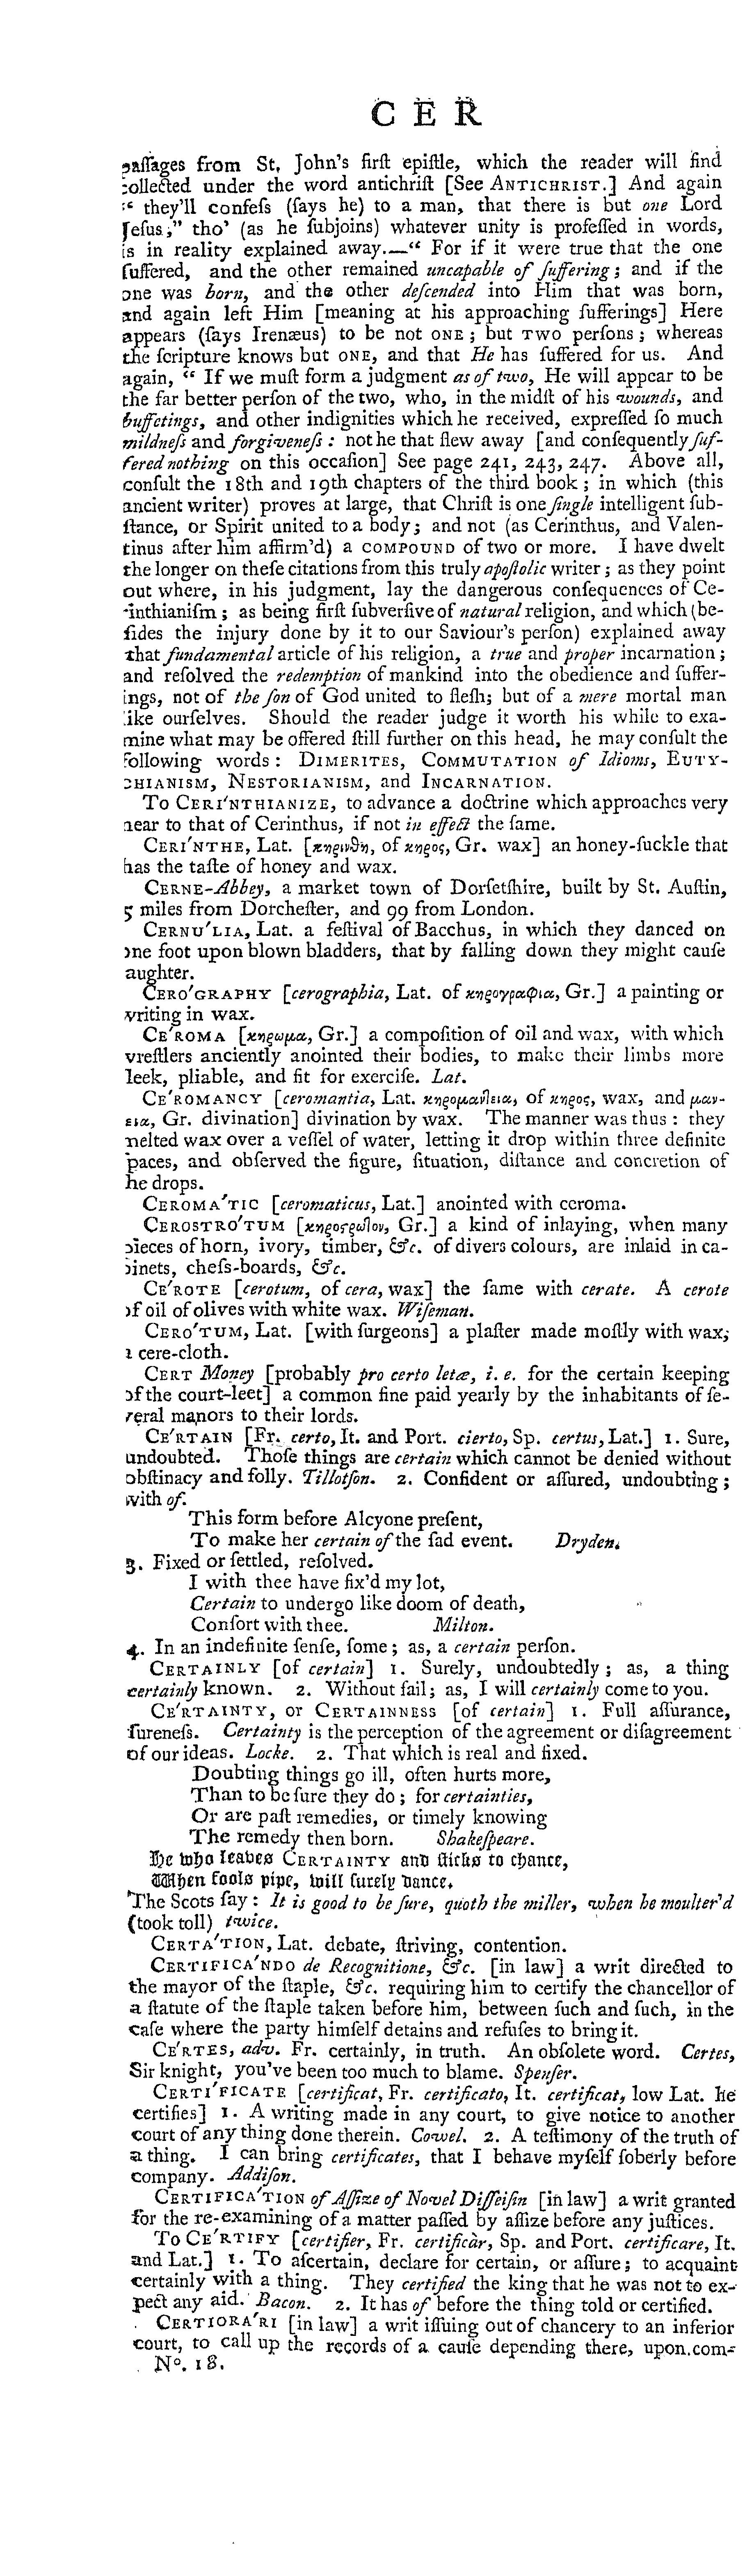 C E R
paſſages from St. John's firſt epiſtle, which the reader will find
collected under the word antichriſt [See ANTICHRIST.] And again
“ they'll confeſs (ſays he) to a man, that there is but one Lord
Jeſus,” tho' (as he ſubjoins) whatever unity is profeſſed in words,
is in reality explained away.—“ For if it were true that the one
ſuffered, and the other remained uncapable of ſuffering; and if the
one was born, and the other deſcended into Him that was born,
and again left Him [meaning at his approaching ſufferings] Here
appears (ſays Irenæus) to be not ONE; but TWO perſons; whereas
the ſcripture knows but ONE, and that He has ſuffered for us. And
again, “ If we muſt form a judgment as of two, He will appear to be
the far better perſon of the two, who, in the midſt of his wounds, and
buffetings, and other indignities which he received, expreſſed ſo much
mildneſs and forgiveneſs: not he that flew away [and conſequently ſuf-
fered nothing on this occaſion] See page 241, 243, 247. Above all,
conſult the 18th and 19th chapters of the third book; in which (this
ancient writer) proves at large, that Chriſt is one ſingle intelligent ſub-
ſtance, or Spirit united to a body; and not (as Cerinthus, and Valen-
tinus after him affirm'd) a COMPOUND of two or more. I have dwelt
the longer on theſe citations from this truly apoſtolic writer; as they point
out where, in his judgment, lay the dangerous conſequences of Ce-
rinthianiſm; as being firſt ſubverſive of natural religion, and which (be-
ſides the injury done by it to our Saviour's perſon) explained away
that fundamental article of his religion, a true and proper incarnation;
and reſolved the redemption of mankind into the obedience and ſuffer-
ings, not of the ſon of God united to fleſh; but of a mere mortal man
like ourſelves. Should the reader judge it worth his while to exa-
mine what may be offered ſtill further on this head, he may conſult the
following words: DIMERITES, COMMUTATION of Idioms, EUTY-
CHIANISM, NESTORIANISM, and INCARNATION.
To CERI'NTHIANIZE, to advance a doctrine which approaches very
near to that of Cerinthus, if not in effect the ſame.
CERI'NTHE, Lat. [κηρινθη, of κηρος, Gr. wax] an honey-ſuckle that
has the taſte of honey and wax.
CERNE-Abbey, a market town of Dorſetſhire, built by St. Auſtin,
5 miles from Dorcheſter, and 99 from London.
CERNU'LIA, Lat. a feſtival of Bacchus, in which they danced on
one foot upon blown bladders, that by falling down they might cauſe
aughter.
CERO'GRAPHY [cerographia, Lat. of κηρογραφια, Gr.] a painting or
writing in wax.
CE'ROMA [κηρωμα, Gr.] a compoſition of oil and wax, with which
wreſtlers anciently anointed their bodies, to make their limbs more
leek, pliable, and fit for exerciſe. Lat.
CE'ROMANCY [ceromantia, Lat. κηρομαντεια, of κηρος, wax, and μαν-
εια, Gr. divination] divination by wax. The manner was thus: they
melted wax over a veſſel of water, letting it drop within three definite
paces, and obſerved the figure, ſituation, diſtance and concretion of
he drops.
CEROMA'TIC [ceromaticus, Lat.] anointed with ceroma.
CEROSTRO'TUM [κηροςρωτον, Gr.] a kind of inlaying, when many
pieces of horn, ivory, timber, &c. of divers colours, are inlaid in ca-
binets, cheſs-boards, &c.
CE'ROTE [cerotum, of cera, wax] the ſame with cerate. A cerote
of oil of olives with white wax. Wiſeman.
CERO'TUM, Lat. [with ſurgeons] a plaſter made moſtly with wax;
a cere-cloth.
CERT Money [probably pro certo letæ, i. e. for the certain keeping
of the court-leet] a common fine paid yearly by the inhabitants of ſe-
veral manors to their lords.
CE'RTAIN [Fr. certo, It. and Port. cierto, Sp. certus, Lat.] 1. Sure,
undoubted. Thoſe things are certain which cannot be denied without
obſtinacy and folly. Tillotſon. 2. Confident or aſſured, undoubting;
with of.
This form before Alcyone preſent,
To make her certain of the ſad event. Dryden.
3. Fixed or ſettled, reſolved.
I with thee have fix'd my lot,
Certain to undergo like doom of death,
Conſort with thee. Milton.
4. In an indefinite ſenſe, ſome; as, a certain perſon.
CERTAINLY [of certain] 1. Surely, undoubtedly; as, a thing
certainly known. 2. Without fail; as, I will certainly come to you.
CE'RTAINTY, or CERTAINNESS [of certain] 1. Full aſſurance,
ſureneſs. Certainty is the perception of the agreement or diſagreement
of our ideas. Locke. 2. That which is real and fixed.
Doubting things go ill, often hurts more,
Than to be ſure they do; for certainties,
Or are paſt remedies, or timely knowing
The remedy then born. Shakeſpeare.
He who leaves CERTAINTY and ſticks to chance,
When fools pipe, will ſurely dance.
The Scots ſay: It is good to be ſure, quoth the miller, when he moulter'd
(took toll) twice.
CERTA'TION, Lat. debate, ſtriving, contention.
CERTIFICA'NDO de Recognitione, &c. [in law] a writ directed to
the mayor of the ſtaple, &c. requiring him to certify the chancellor of
a ſtatute of the ſtaple taken before him, between ſuch and ſuch, in the
caſe where the party himſelf detains and refuſes to bring it.
CE'RTES, adv. Fr. certainly, in truth. An obſolete word. Certes,
Sir knight, you've been too much to blame. Spenſer.
CERTI'FICATE [certificat, Fr. certificato, It. certificat, low Lat. he
certifies] 1. A writing made in any court, to give notice to another
court of any thing done therein. Cowel. 2. A teſtimony of the truth of
a thing. I can bring certificates, that I behave myſelf ſoberly before
company. Addiſon.
CERTIFICA'TION of Aſſize of Novel Diſſeiſin [in law] a writ granted
for the re-examining of a matter paſſed by aſſize before any juſtices.
To CE'RTIFY [certifier, Fr. certificàr, Sp. and Port. certificare, It.
and Lat.] 1. To aſcertain, declare for certain, or aſſure; to acquaint
certainly with a thing. They certified the king that he was not to ex-
pect any aid. Bacon. 2. It has of before the thing told or certified.
CERTIORA'RI [in law] a writ iſſuing out of chancery to an inferior
court, to call up the records of a cauſe depending there, upon com-
No. 18.